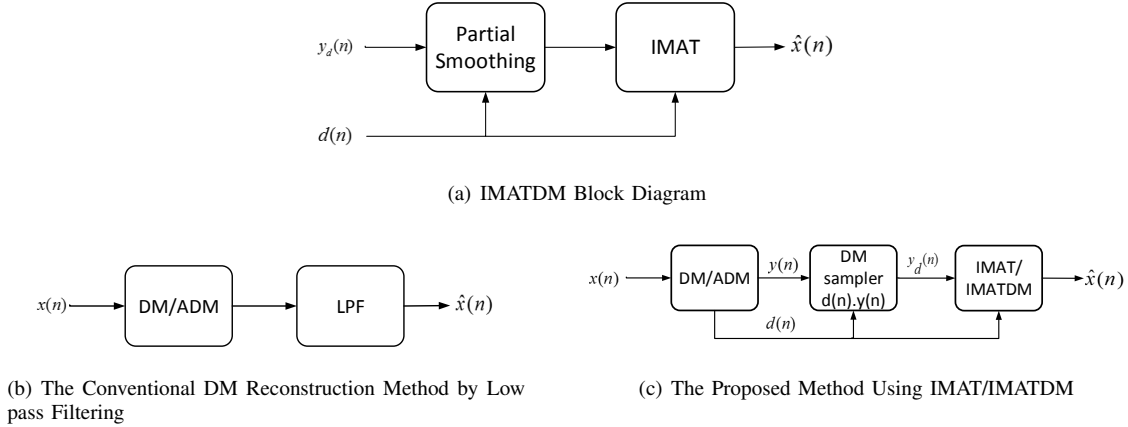 y_d(n)
Partial
Smoothing
IMAT
x̂(n)
d(n)
(a) IMATDM Block Diagram
x(n)
DM/ADM
LPF
x̂(n)
(b) The Conventional DM Reconstruction Method by Low
pass Filtering
x(n)
DM/ADM
y(n)
DM
sampler
d(n).y(n)
y_d(n)
IMAT/
IMATDM
x̂(n)
d(n)
(c) The Proposed Method Using IMAT/IMATDM